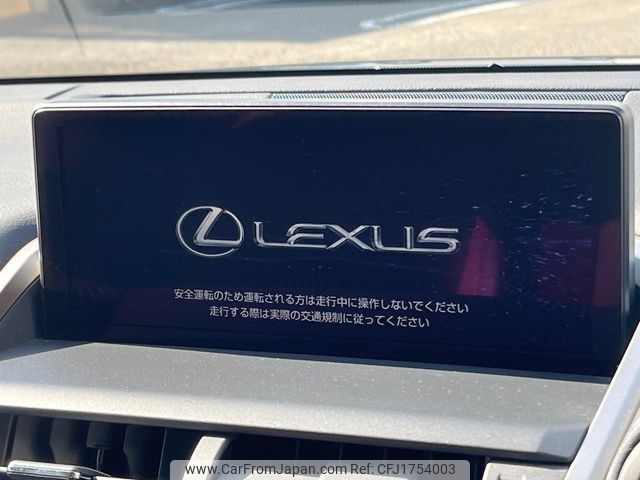 LEXUS
安全運転のため運転される方は走行中に操作しないでください
走行する際は実際の交通規制に従ってください
www.CarFromJapan.com | REF:CFJ1754003